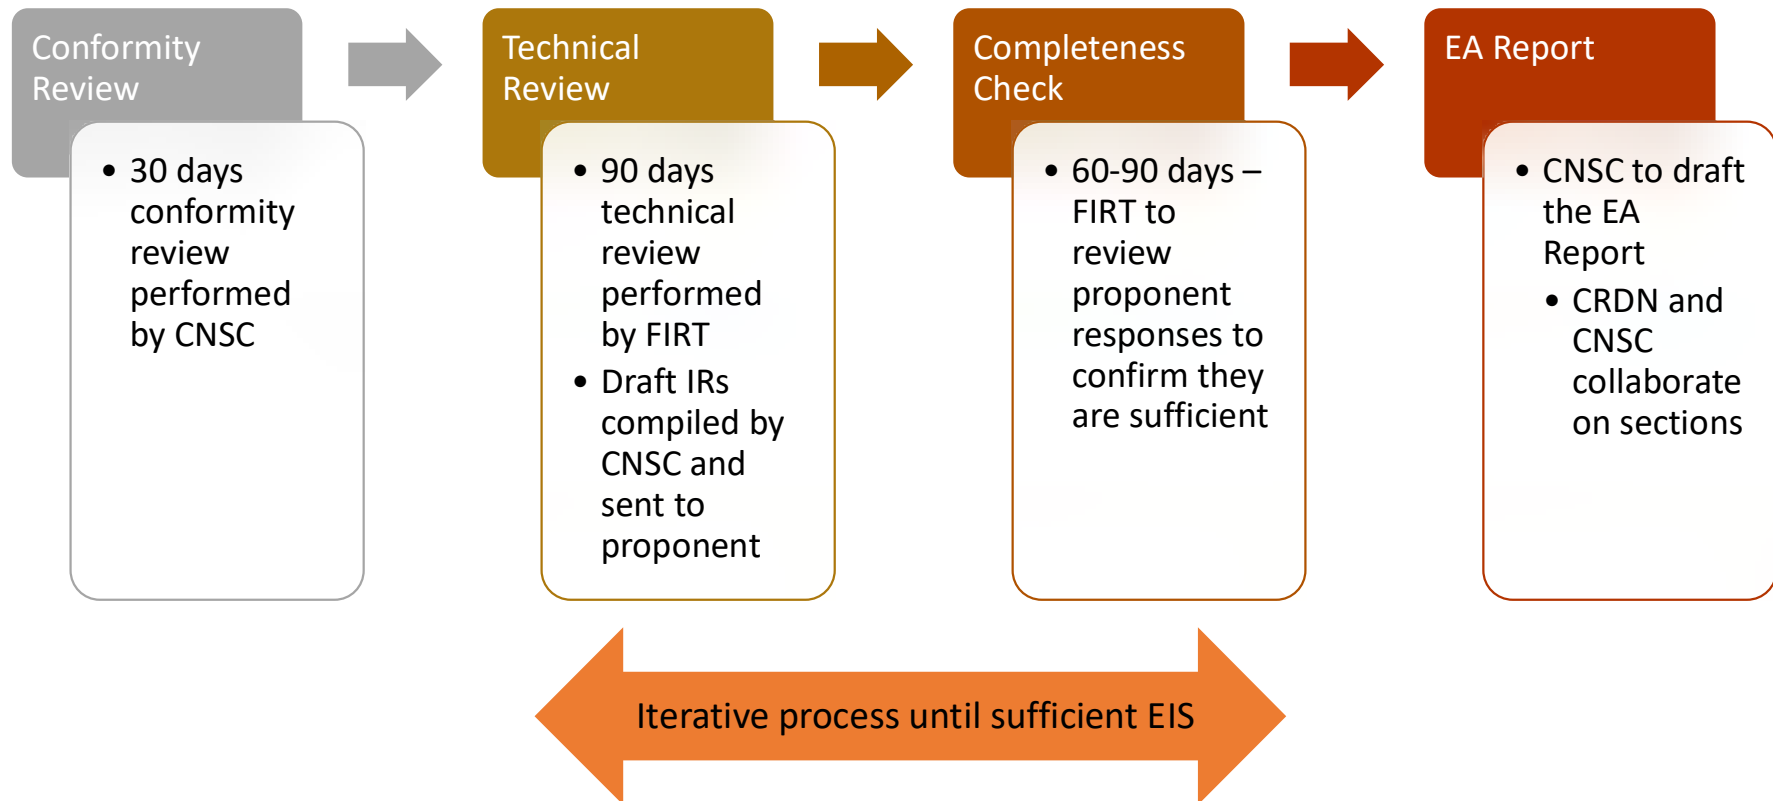 Conformity
Review
• 30 days
conformity
review
performed
by CNSC
Technical
Review
• 90 days
technical
review
performed
by FIRT
• Draft IRs
compiled by
CNSC and
sent to
proponent
Completeness
Check
• 60-90 days –
FIRT to
review
proponent
responses to
confirm they
are sufficient
EA Report
• CNSC to draft
the EA
Report
• CRDN and
CNSC
collaborate
on sections
Iterative process until sufficient EIS